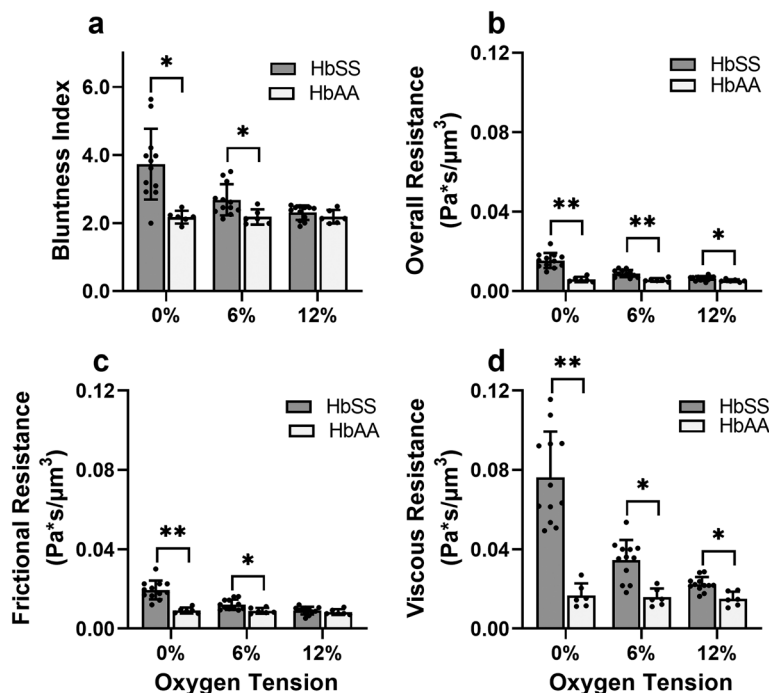 a
Bluntness Index
6.0
4.0
2.0
0.0
*
*
HbSS
HbAA
0%
6%
12%
b
Overall Resistance
(Pa*s/μm³)
0.12
0.08
0.04
0.00
**
**
*
HbSS
HbAA
0%
6%
12%
c
Frictional Resistance
(Pa*s/μm³)
0.12
0.08
0.04
0.00
**
*
HbSS
HbAA
0%
6%
12%
Oxygen Tension
d
Viscous Resistance
(Pa*s/μm³)
0.12
0.08
0.04
0.00
**
*
*
HbSS
HbAA
0%
6%
12%
Oxygen Tension